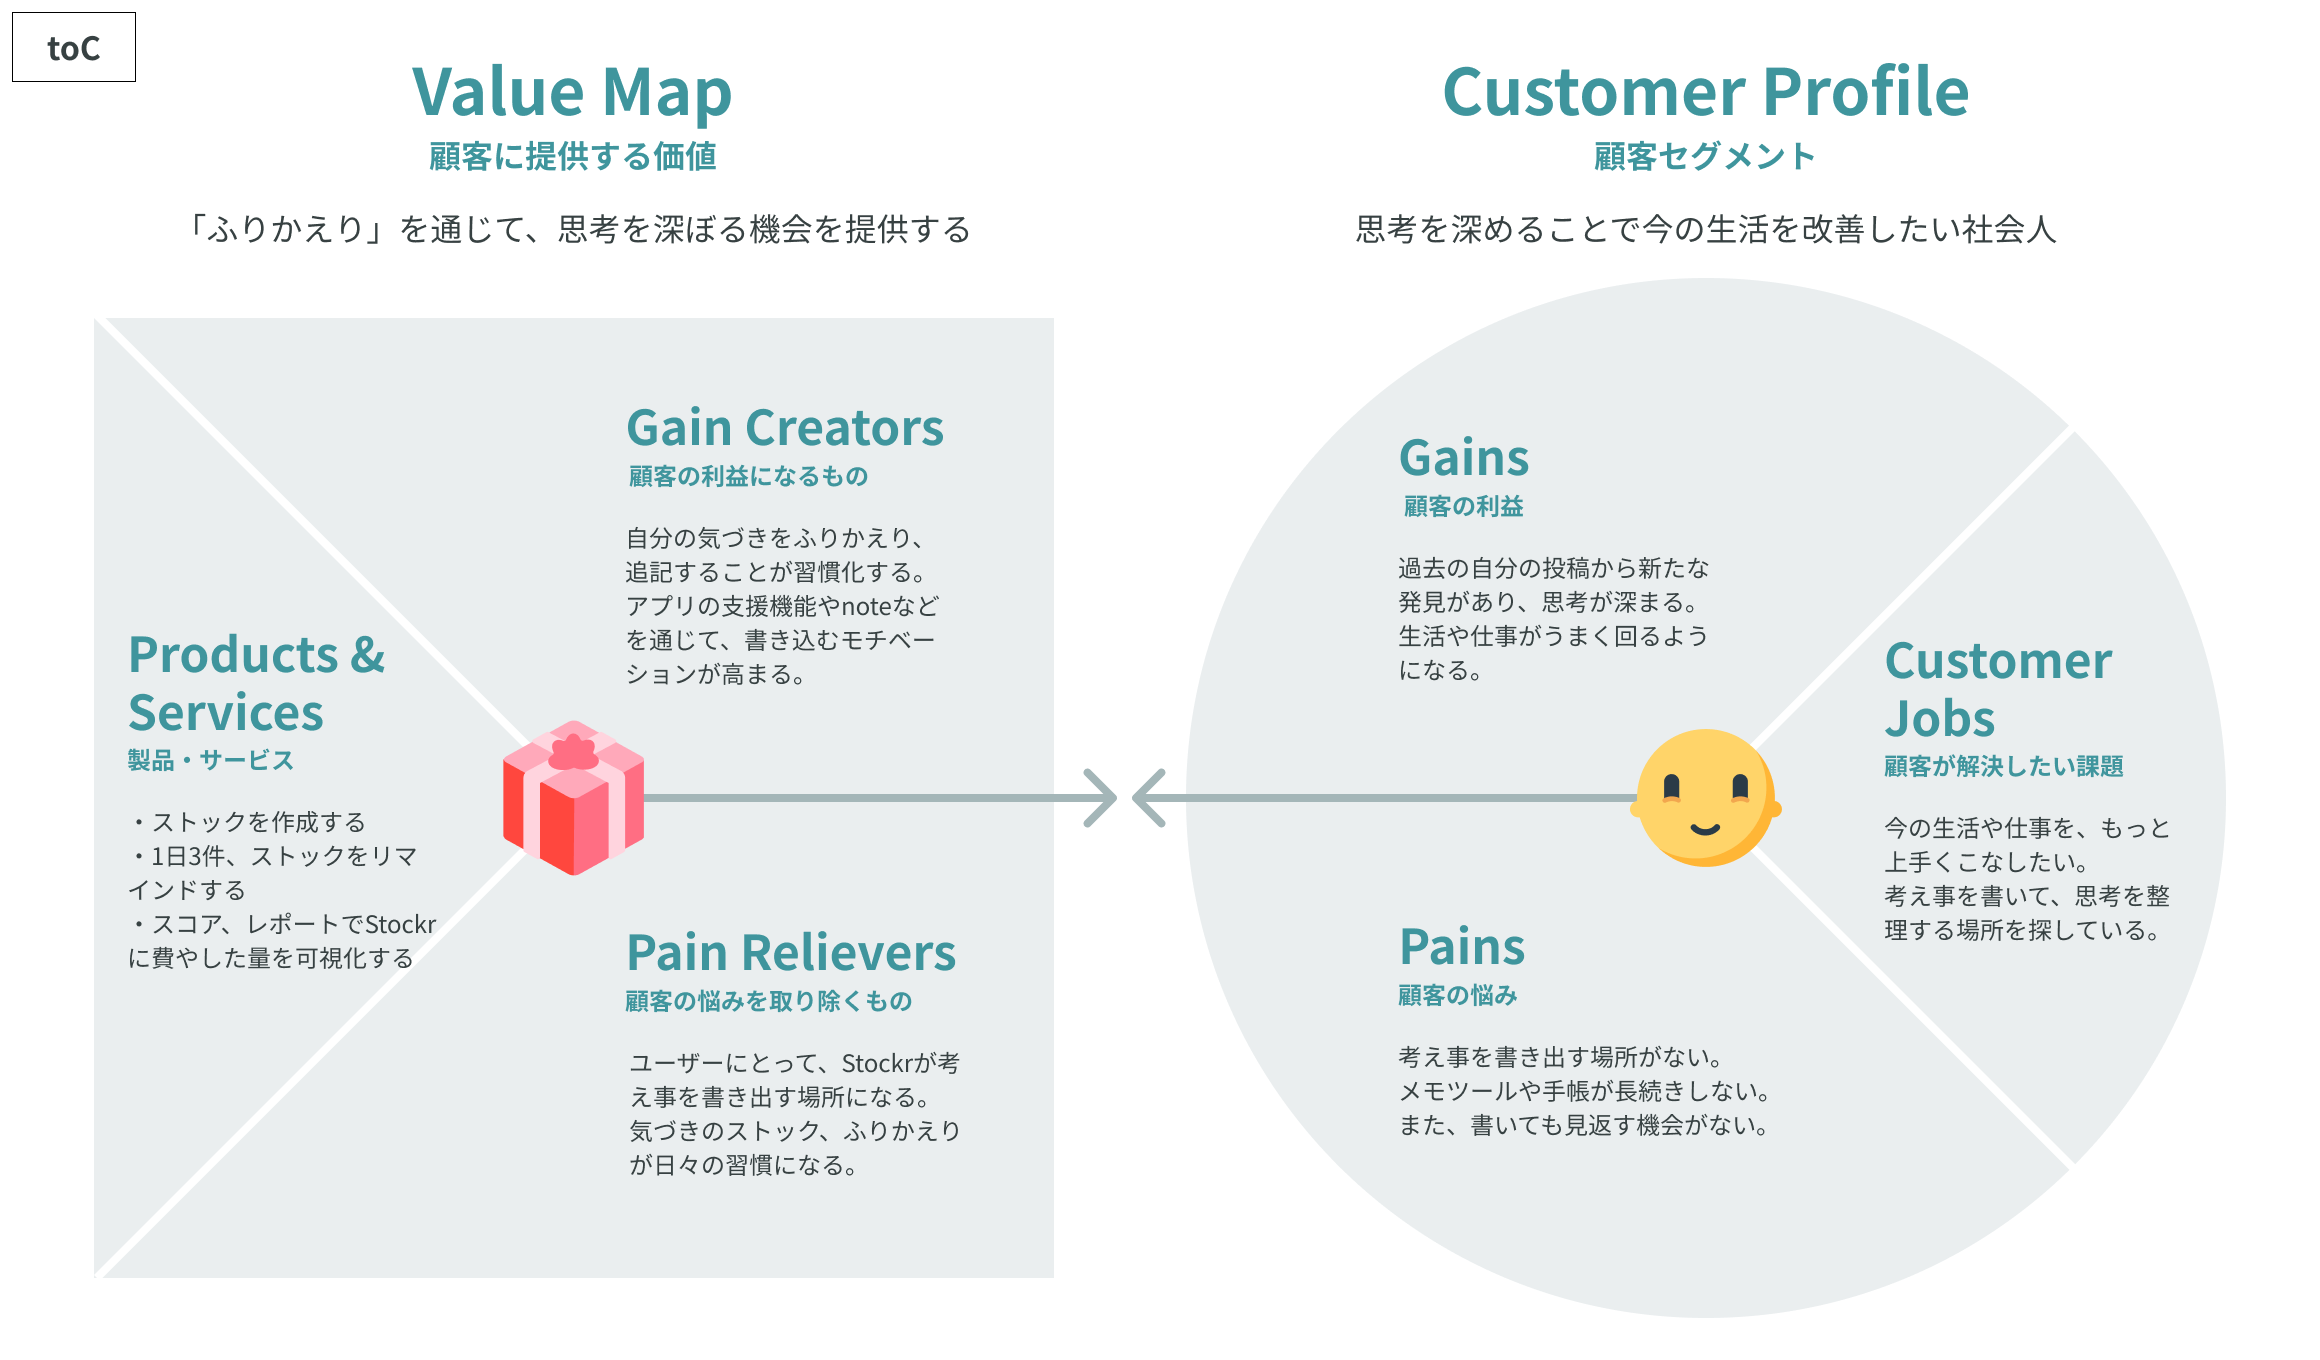 toC
Value Map
顧客に提供する価値
「ふりかえり」を通じて、思考を深ぼる機会を提供する
Products &
Services
製品・サービス
・ストックを作成する
・1日3件、ストックをリマ
インドする
・スコア、レポートでStockr
に費やした量を可視化する
Gain Creators
顧客の利益になるもの
自分の気づきをふりかえり、
追記することが習慣化する。
アプリの支援機能やnoteなど
を通じて、書き込むモチベー
ションが高まる。
Pain Relievers
顧客の悩みを取り除くもの
ユーザーにとって、Stockrが考
え事を書き出す場所になる。
気づきのストック、ふりかえり
が日々の習慣になる。
Customer Profile
顧客セグメント
思考を深めることで今の生活を改善したい社会人
Gains
顧客の利益
過去の自分の投稿から新たな
発見があり、思考が深まる。
生活や仕事がうまく回るよう
になる。
Pains
顧客の悩み
考え事を書き出す場所がない。
メモツールや手帳が長続きしない。
また、書いても見返す機会がない。
Customer
Jobs
顧客が解決したい課題
今の生活や仕事を、もっと
上手くこなしたい。
考え事を書いて、思考を整
理する場所を探している。